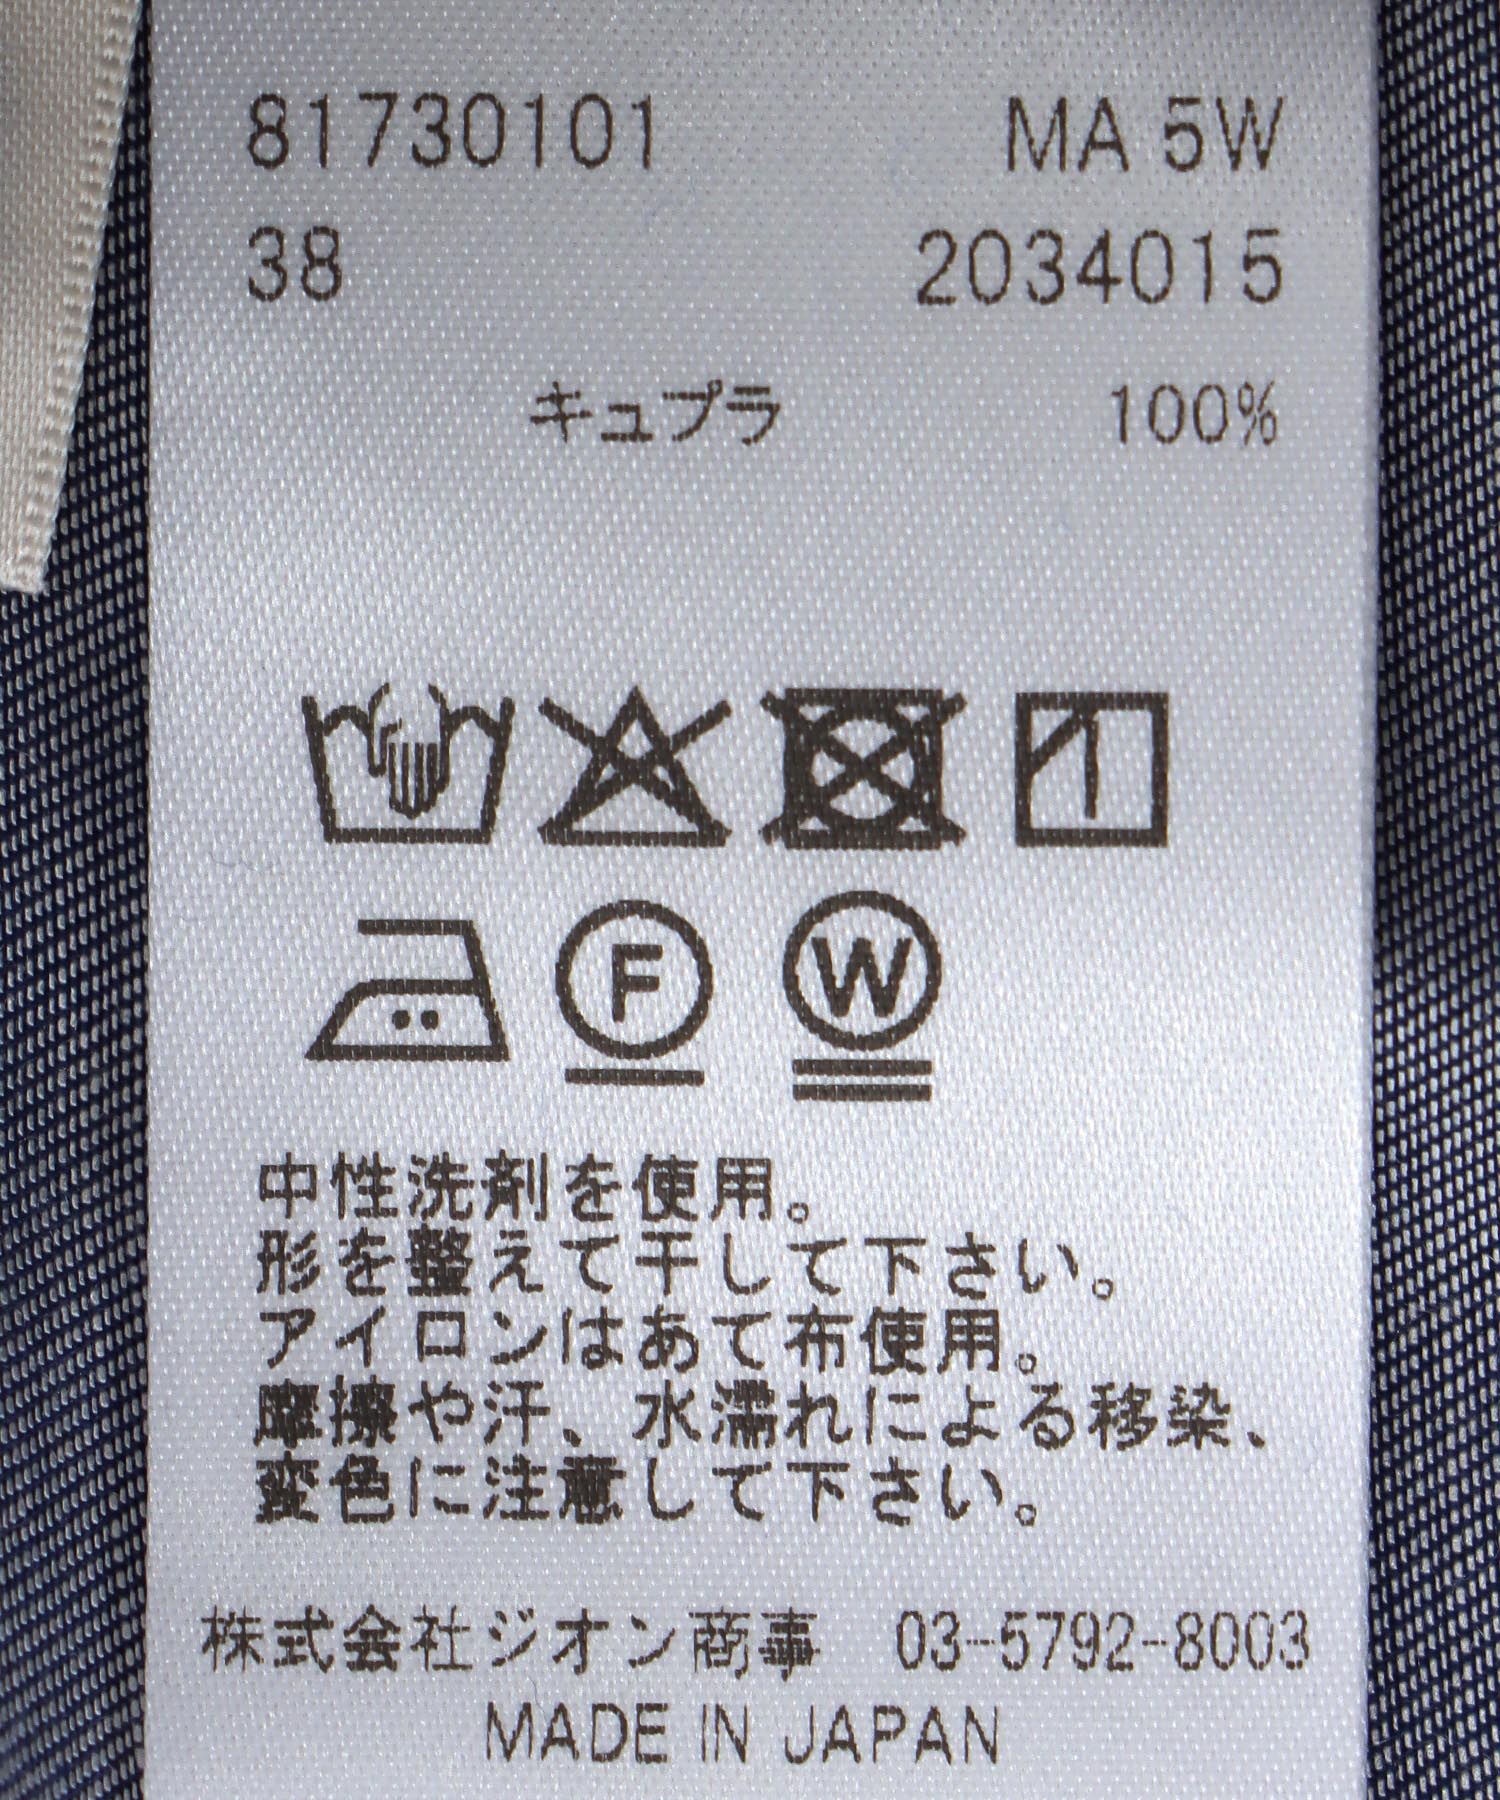 81730101 MA 5W
38 2034015
キュプラ 100%
F W
中性洗剤を使用。
形を整えて干して下さい。
アイロンはあて布使用。
摩擦や汗、水濡れによる移染、
変色に注意して下さい。
株式会社ジオン商事 03-5792-8003
MADE IN JAPAN